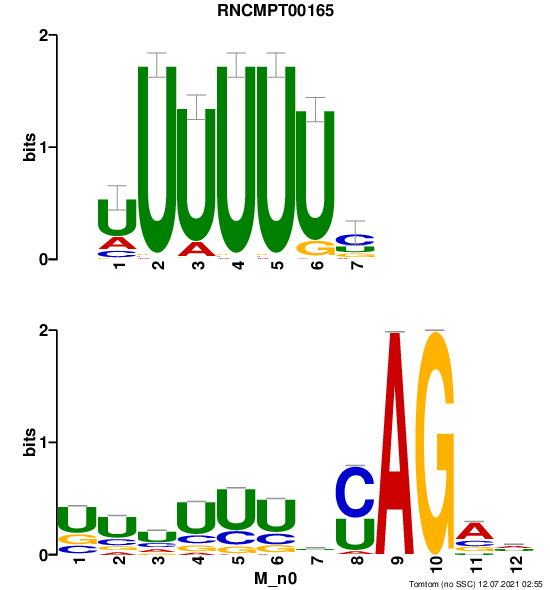 RNCMPT00165
2
bits
1
0
U A C U U A U U U G C U G
1 2 3 4 5 6 7
2
bits
1
0
U G C U A G U U C G U C G U C G C U A A G A C G
1 2 3 4 5 6 7 8 9 10 11 12
M_n0
Tomtom (no SSC) 12.07.2021 02:55